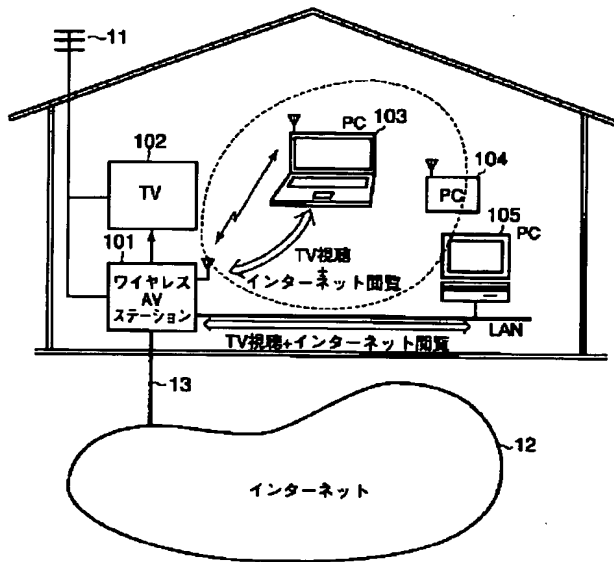 11
102
TV
101
ワイヤレス
AV
ステーション
PC
103
PC
104
105
PC
TV視聴
+
インターネット閲覧
LAN
TV視聴+インターネット閲覧
13
12
インターネット